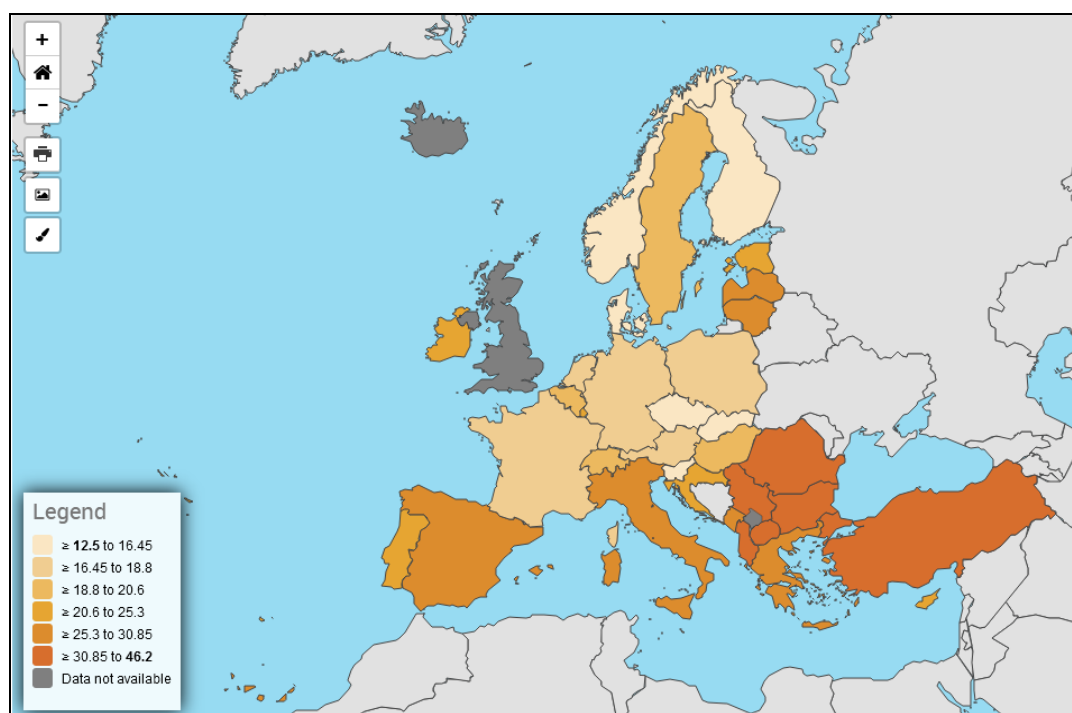 +
−
Legend
≥ 12.5 to 16.45
≥ 16.45 to 18.8
≥ 18.8 to 20.6
≥ 20.6 to 25.3
≥ 25.3 to 30.85
≥ 30.85 to 46.2
Data not available